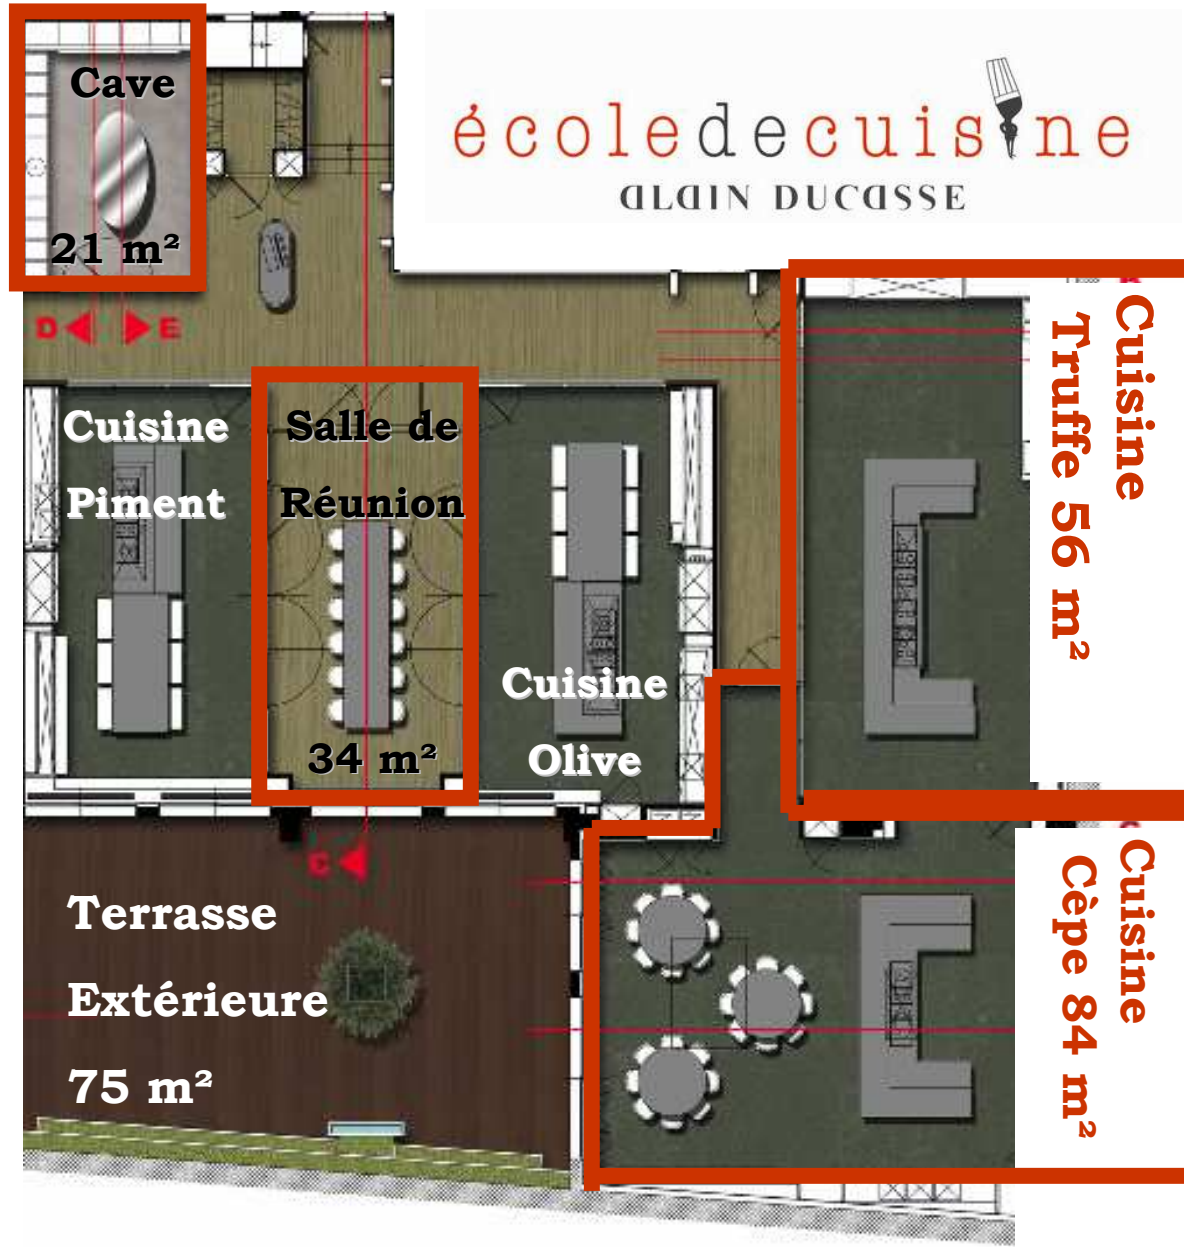 Cave
21 m²
écoledecuisine
ALAIN DUCASSE
D E
Cuisine
Piment
Salle de
Réunion
34 m²
Cuisine
Olive
Cuisine
Truffe 56 m²
Terrasse
Extérieure
75 m²
C
Cuisine
Cèpe 84 m²